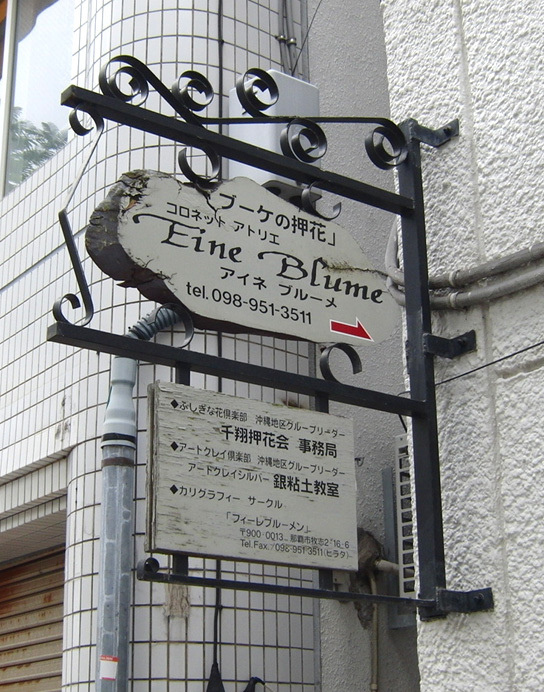 ブーケの押花」
コロネット アトリエ
Eine Blume
アイネ ブルーメ
tel.098-951-3511
◆ふしぎな花倶楽部 沖縄地区グループリーダー
千翔押花会 事務局
◆アートクレイ倶楽部 沖縄地区グループリーダー
アートクレイシルバー 銀粘土教室
◆カリグラフィー サークル
「フィーレブルーメン」
〒900-0013 那覇市牧志2-16-6
Tel.Fax.098-951-3511(ヒラタ)